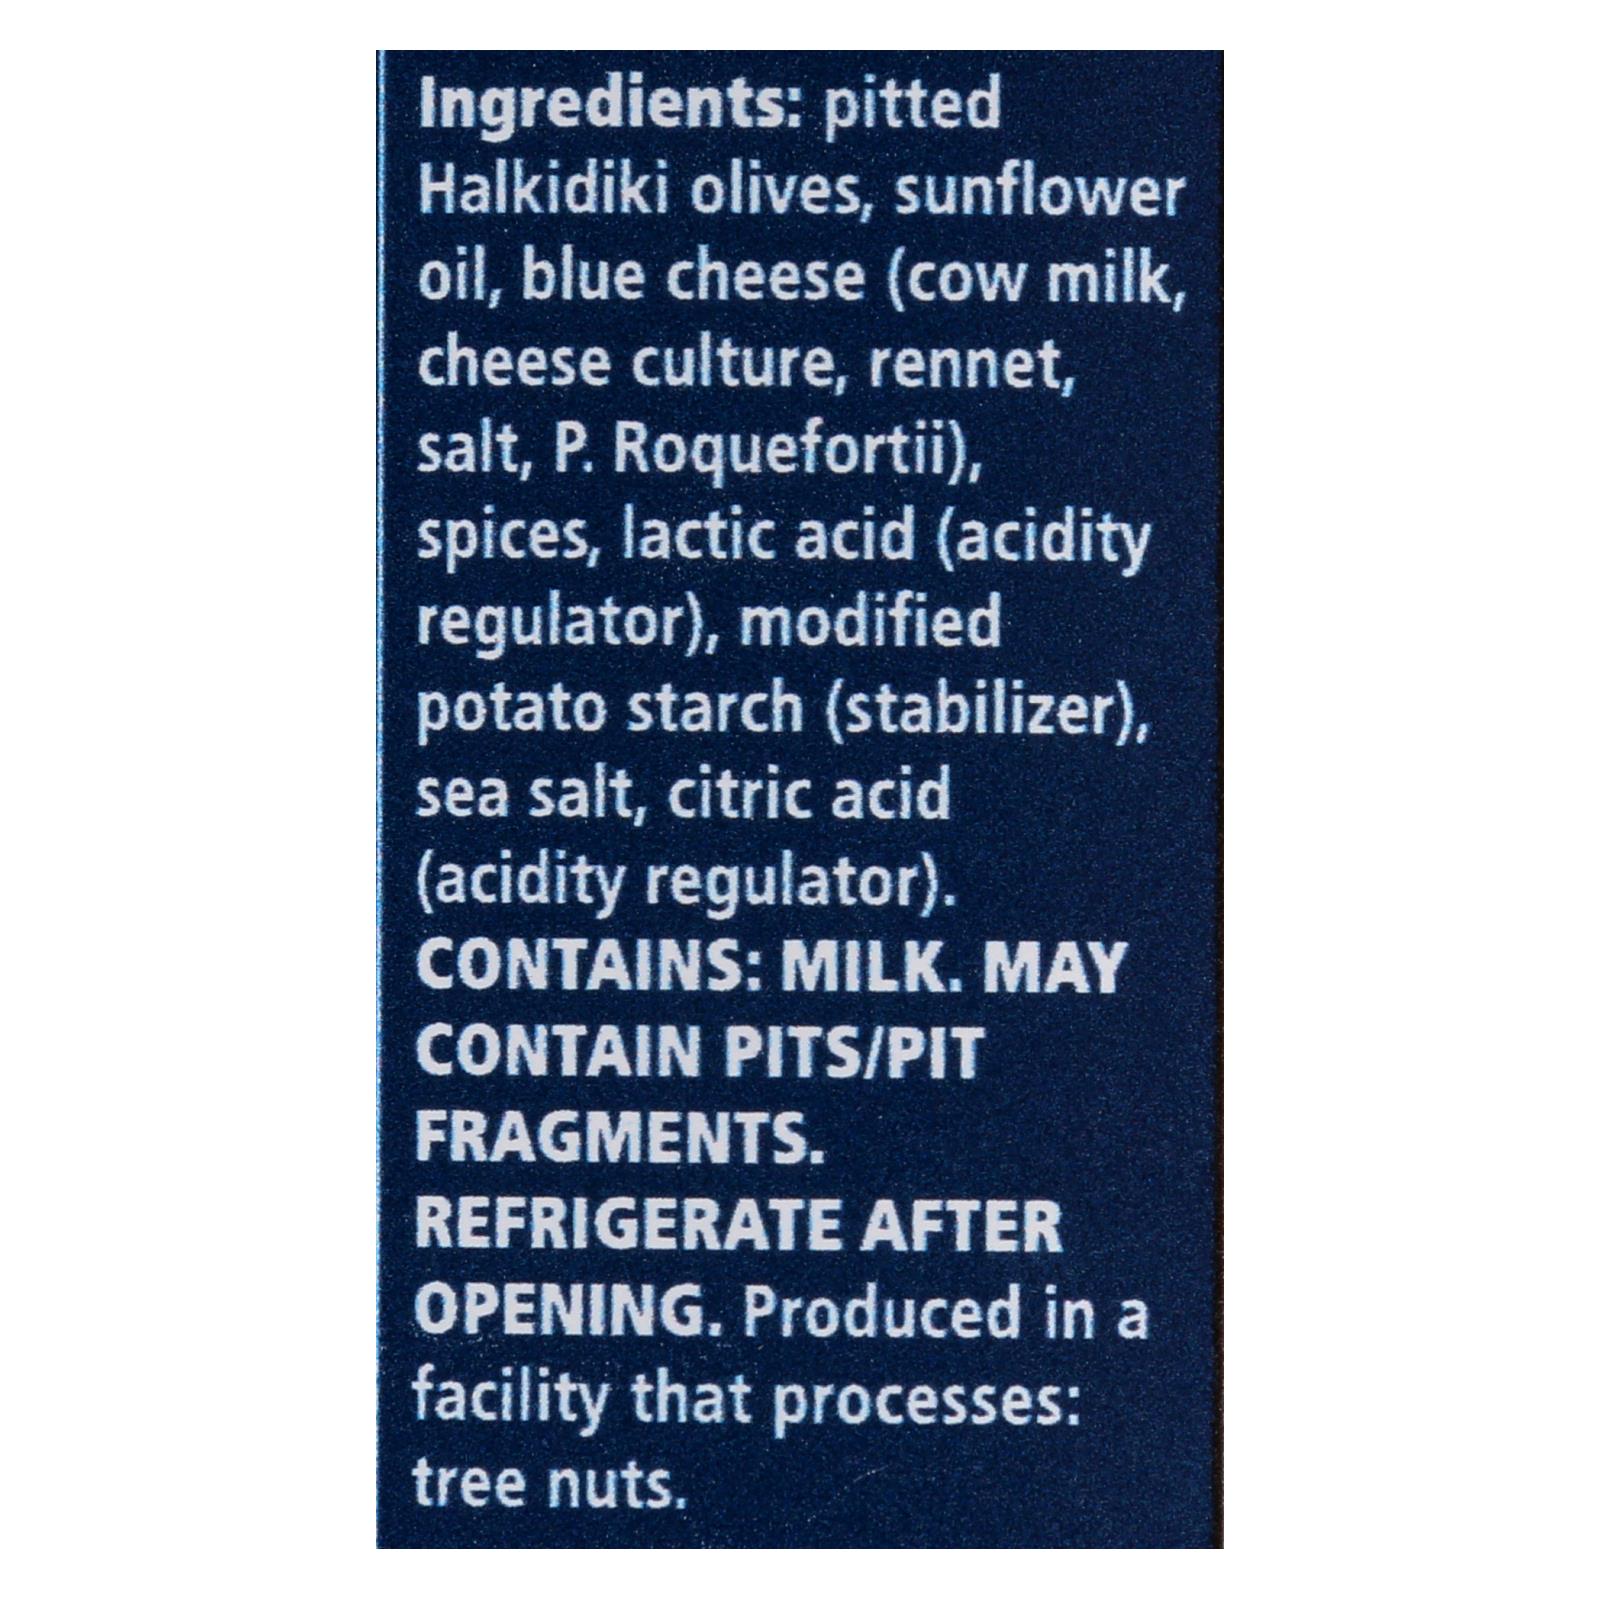 Ingredients: pitted
Halkidiki olives, sunflower
oil, blue cheese (cow milk,
cheese culture, rennet,
salt, P. Roquefortii),
spices, lactic acid (acidity
regulator), modified
potato starch (stabilizer),
sea salt, citric acid
(acidity regulator).
CONTAINS: MILK. MAY
CONTAIN PITS/PIT
FRAGMENTS.
REFRIGERATE AFTER
OPENING. Produced in a
facility that processes:
tree nuts.